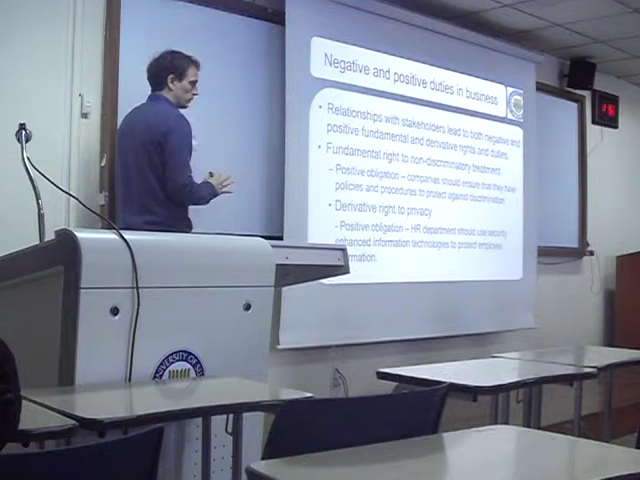 Negative and positive duties in business
• Relationships with stakeholders lead to both negative and
positive fundamental and derivative rights and duties.
• Fundamental right to non-discriminatory treatment
– Positive obligation – companies should ensure that they have
policies and procedures to protect against discrimination
• Derivative right to privacy
- Positive obligation – HR department should use security
enhanced information technologies to protect employee
UNIVERSITY OF